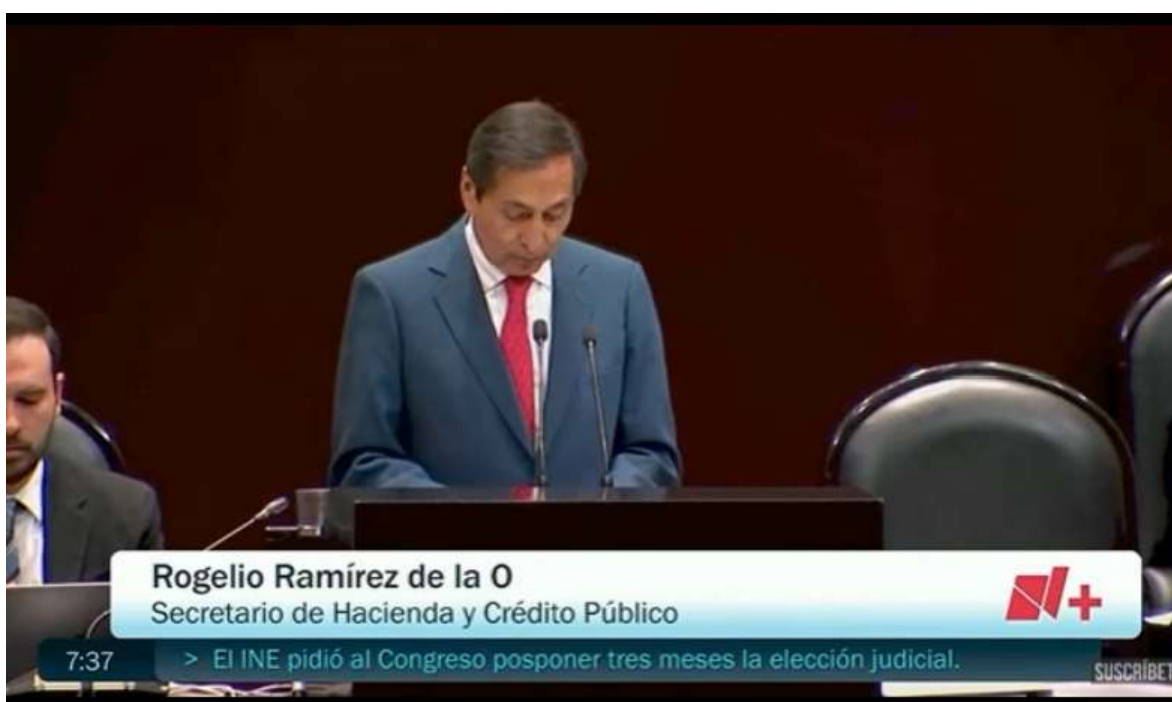 Rogelio Ramírez de la O
Secretario de Hacienda y Crédito Público
N+
7:37 > El INE pidió al Congreso posponer tres meses la elección judicial.